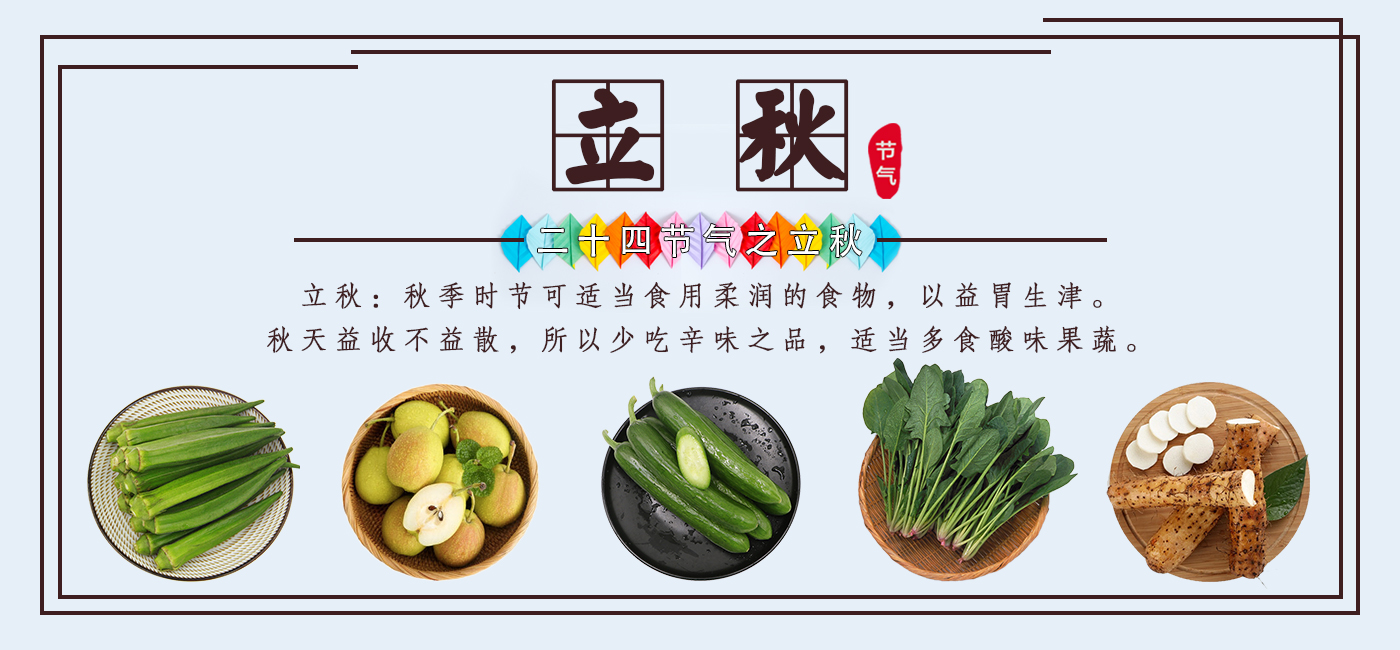 立秋
节气
二十四节气之立秋
立秋：秋季时节可适当食用柔润的食物，以益胃生津。
秋天益收不益散，所以少吃辛味之品，适当多食酸味果蔬。